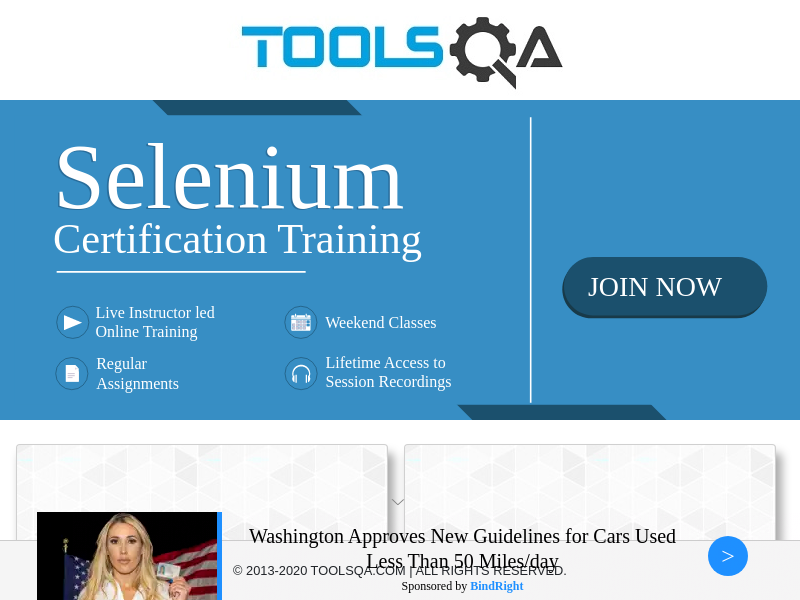 TOOLSQA
Selenium
Certification Training
JOIN NOW
Live Instructor led
Online Training
Weekend Classes
Regular
Assignments
Lifetime Access to
Session Recordings
Washington Approves New Guidelines for Cars Used
Less Than 50 Miles/day
© 2013-2020 TOOLSQA.COM | ALL RIGHTS RESERVED.
Sponsored by BindRight
>